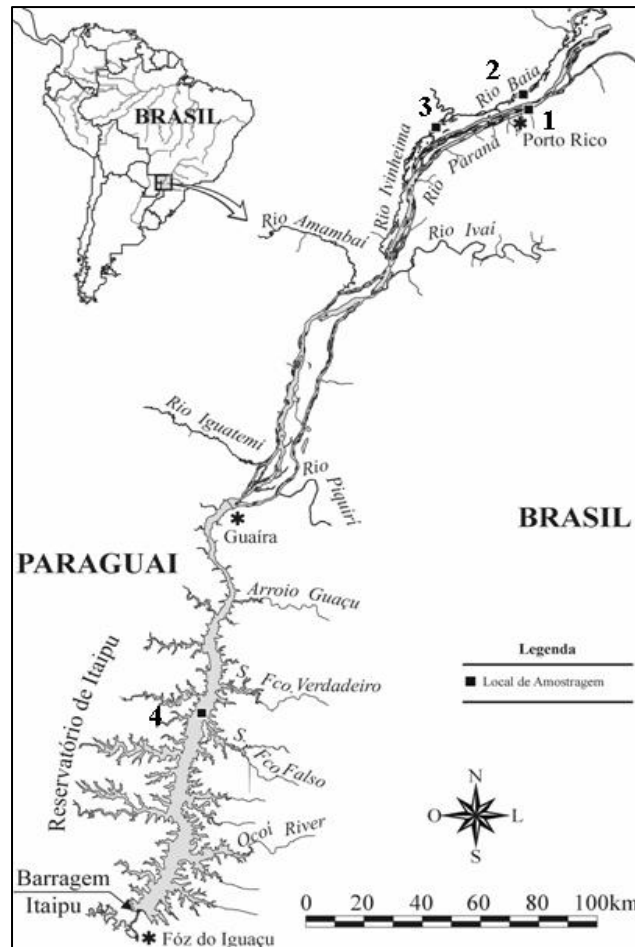 BRASIL
2
Rio Baia
3
1
Porto Rico
Rio Ivinheima
Rio Paraná
Rio Amambai
Rio Ivaí
Rio Iguatemi
Rio Piquiri
Guaíra
BRASIL
PARAGUAI
Arroio Guaçu
Legenda
Local de Amostragem
Reservatório de Itaipu
S. Fco. Verdadeiro
4
S. Fco. Falso
N
O L
S
Ocoi River
Barragem
Itaipu
0 20 40 60 80 100km
Fóz do Iguaçu